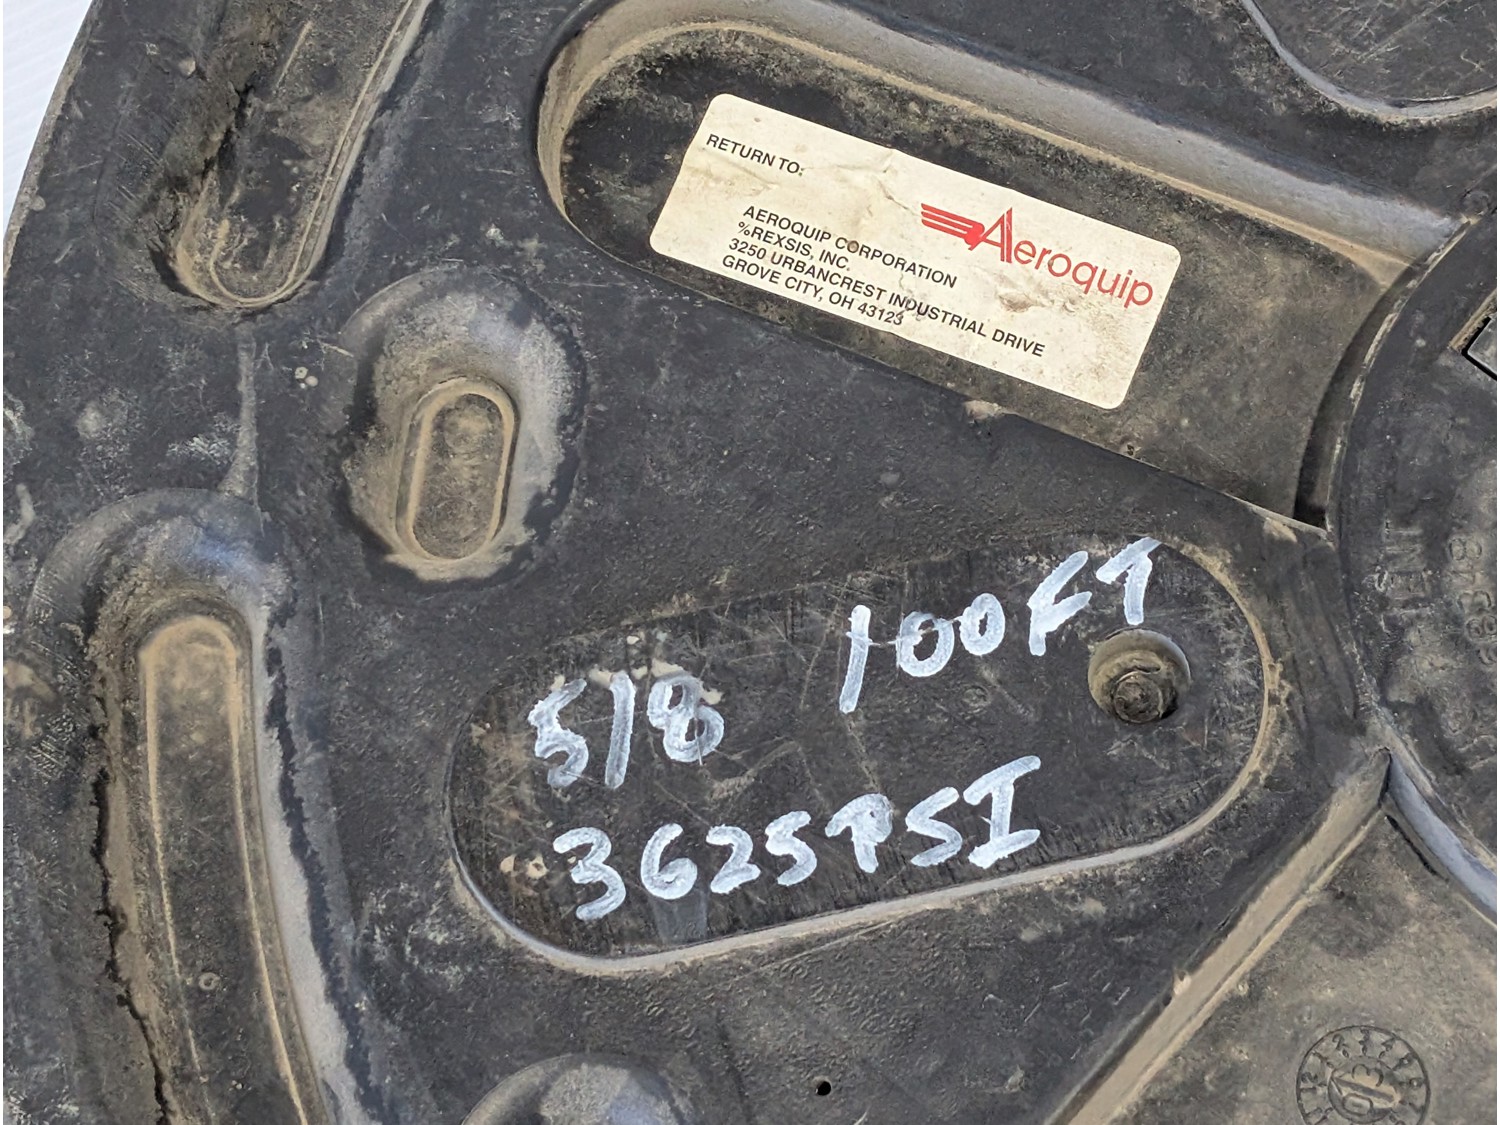 RETURN TO:
Aeroquip
AEROQUIP CORPORATION
%REXSIS, INC.
3250 URBANCREST INDUSTRIAL DRIVE
GROVE CITY, OH 43123
5/8 100FT
3625PSI